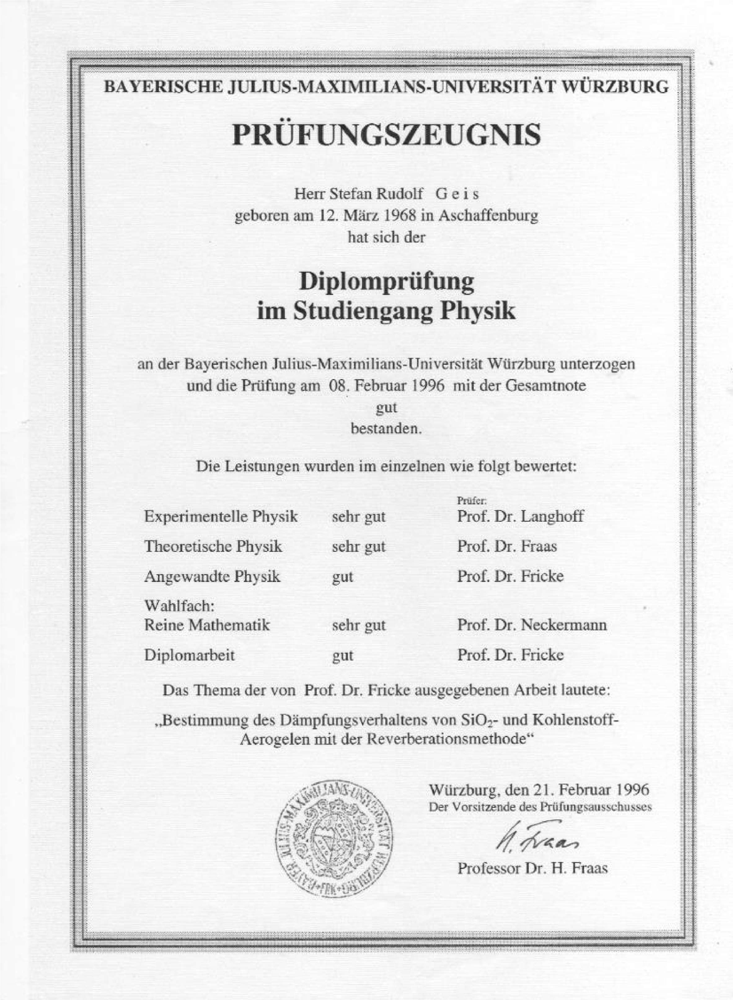 BAYERISCHE JULIUS-MAXIMILIANS-UNIVERSITÄT WÜRZBURG
PRÜFUNGSZEUGNIS
Herr Stefan Rudolf G e i s
geboren am 12. März 1968 in Aschaffenburg
hat sich der
Diplomprüfung
im Studiengang Physik
an der Bayerischen Julius-Maximilians-Universität Würzburg unterzogen
und die Prüfung am 08. Februar 1996 mit der Gesamtnote
gut
bestanden.
Die Leistungen wurden im einzelnen wie folgt bewertet:
Prüfer:
Experimentelle Physik sehr gut Prof. Dr. Langhoff
Theoretische Physik sehr gut Prof. Dr. Fraas
Angewandte Physik gut Prof. Dr. Fricke
Wahlfach:
Reine Mathematik sehr gut Prof. Dr. Neckermann
Diplomarbeit gut Prof. Dr. Fricke
Das Thema der von Prof. Dr. Fricke ausgegebenen Arbeit lautete:
„Bestimmung des Dämpfungsverhaltens von SiO₂- und Kohlenstoff-
Aerogelen mit der Reverberationsmethode“
Würzburg, den 21. Februar 1996
Der Vorsitzende des Prüfungsausschusses
H. Fraas
Professor Dr. H. Fraas
BAYER JULIUS-MAXIMILIANS-UNIVERSITÄT WÜRZBURG